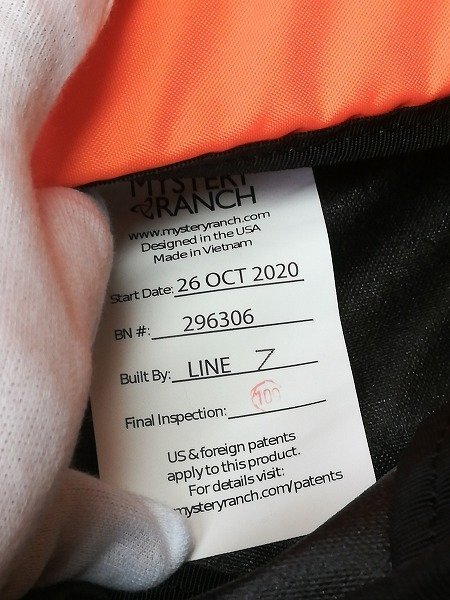 MYSTERY
RANCH
www.mysteryranch.com
Designed in the USA
Made in Vietnam
Start Date: 26 OCT 2020
BN #: 296306
Built By: LINE 7
Final Inspection: 100
US & foreign patents
apply to this product.
For details visit:
mysteryranch.com/patents